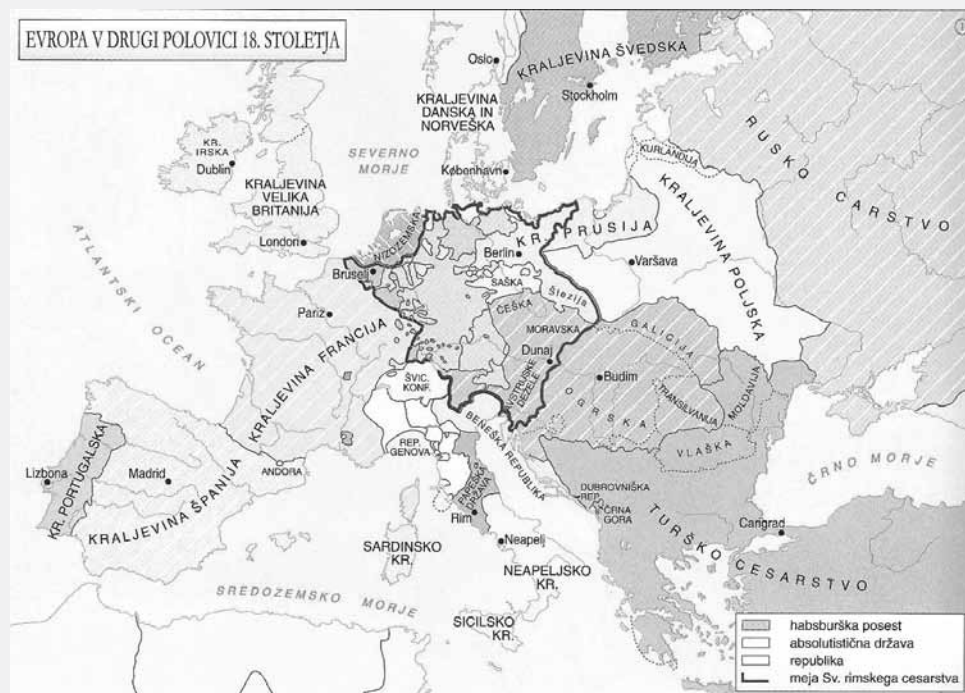 EVROPA V DRUGI POLOVICI 18. STOLETJA
Oslo
KRALJEVINA ŠVEDSKA
Stockholm
KRALJEVINA
DANSKA IN
NORVEŠKA
KR.
IRSKA
Dublin
SEVERNO
MORJE
København
KURLANDIJA
RUSKO CARSTVO
KRALJEVINA
VELIKA
BRITANIJA
London
NIZOZEMSKA
KR. PRUSIJA
Berlin
KRALJEVINA POLJSKA
Varšava
ATLANTSKI OCEAN
Bruselj
SAŠKA
Šlezija
Pariz
ČEŠKA
MORAVSKA
GALICIJA
KRALJEVINA FRANCIJA
Dunaj
AVSTRIJSKE
DEŽELE
Budim
OGRSKA
TRANSILVANIJA
MOLDAVIJA
ŠVIC.
KONF.
BENEŠKA REPUBLIKA
VLAŠKA
REP.
GENOVA
ANDORA
ČRNO MORJE
KR. PORTUGALSKA
Lizbona
Madrid
KRALJEVINA ŠPANIJA
PAPEŠKA
DRŽAVA
Rim
DUBROVNIŠKA
REP.
ČRNA
GORA
TURŠKO CESARSTVO
Carigrad
SARDINSKO
KR.
Neapelj
NEAPELJSKO
KR.
SREDOZEMSKO MORJE
SICILSKO
KR.
habsburška posest
absolutistična država
republika
meja Sv. rimskega cesarstva